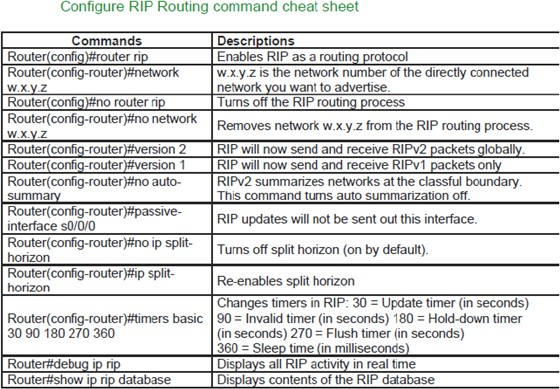 Configure RIP Routing command cheat sheet
Commands
Descriptions
Router(config)#router rip
Enables RIP as a routing protocol
Router(config-router)#network
w.x.y.z
w.x.y.z is the network number of the directly connected
network you want to advertise.
Router(config)#no router rip
Turns off the RIP routing process
Router(config-router)#no network
w.x.y.z
Removes network w.x.y.z from the RIP routing process.
Router(config-router)#version 2
RIP will now send and receive RIPv2 packets globally.
Router(config-router)#version 1
RIP will now send and receive RIPv1 packets only
Router(config-router)#no auto-
summary
RIPv2 summarizes networks at the classful boundary.
This command turns auto summarization off.
Router(config-router)#passive-
interface s0/0/0
RIP updates will not be sent out this interface.
Router(config-router)#no ip split-
horizon
Turns off split horizon (on by default).
Router(config-router)#ip split-
horizon
Re-enables split horizon
Router(config-router)#timers basic
30 90 180 270 360
Changes timers in RIP: 30 = Update timer (in seconds)
90 = Invalid timer (in seconds) 180 = Hold-down timer
(in seconds) 270 = Flush timer (in seconds)
360 = Sleep time (in milliseconds)
Router#debug ip rip
Displays all RIP activity in real time
Router#show ip rip database
Displays contents of the RIP database